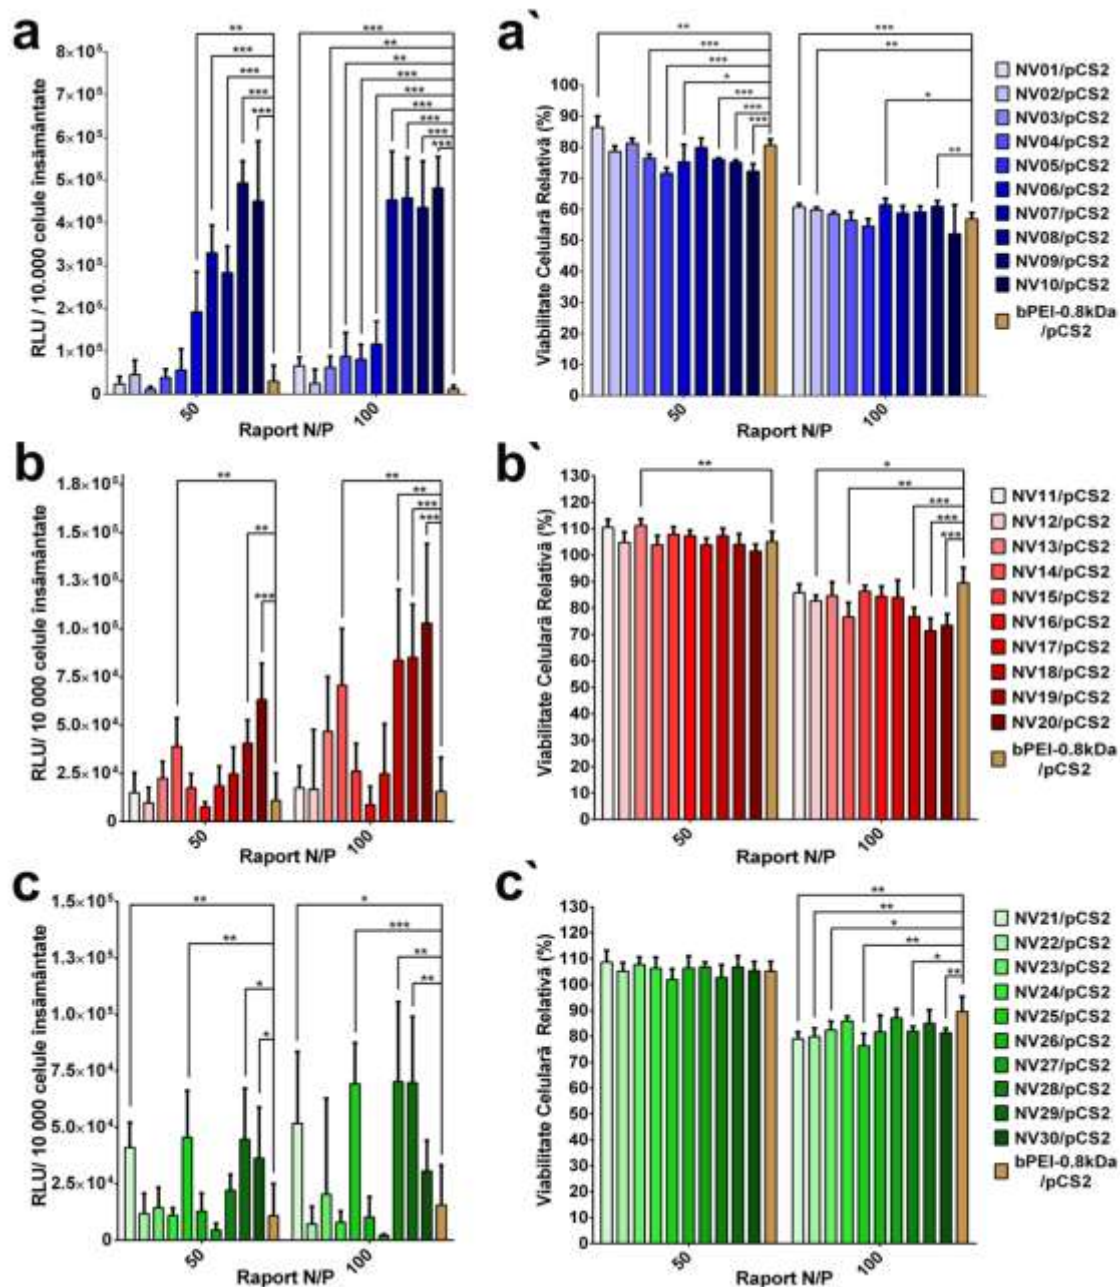 a
RLU / 10.000 celule însământate
8×10⁵
7×10⁵
6×10⁵
5×10⁵
4×10⁵
3×10⁵
2×10⁵
1×10⁵
0
**
***
***
***
***
***
**
**
***
***
***
***
***
***
50
100
Raport N/P
a`
Viabilitate Celulară Relativă (%)
100
90
80
70
60
50
40
30
20
10
0
**
***
***
*
***
***
***
***
**
*
**
50
100
Raport N/P
NV01/pCS2
NV02/pCS2
NV03/pCS2
NV04/pCS2
NV05/pCS2
NV06/pCS2
NV07/pCS2
NV08/pCS2
NV09/pCS2
NV10/pCS2
bPEI-0.8kDa
/pCS2
b
RLU/ 10 000 celule însământate
1.8×10⁵
1.5×10⁵
1.3×10⁵
1.0×10⁵
7.5×10⁴
5.0×10⁴
2.5×10⁴
0
**
**
***
**
**
***
***
50
100
Raport N/P
b`
Viabilitate Celulară Relativă (%)
130
120
110
100
90
80
70
60
50
40
30
20
10
0
**
*
**
***
***
***
50
100
Raport N/P
NV11/pCS2
NV12/pCS2
NV13/pCS2
NV14/pCS2
NV15/pCS2
NV16/pCS2
NV17/pCS2
NV18/pCS2
NV19/pCS2
NV20/pCS2
bPEI-0.8kDa
/pCS2
c
RLU/ 10 000 celule însământate
1.5×10⁵
1.3×10⁵
1.0×10⁵
7.5×10⁴
5.0×10⁴
2.5×10⁴
0
**
**
*
*
*
***
**
**
50
100
Raport N/P
c`
Viabilitate Celulară Relativă (%)
130
120
110
100
90
80
70
60
50
40
30
20
10
0
**
**
*
**
*
**
50
100
Raport N/P
NV21/pCS2
NV22/pCS2
NV23/pCS2
NV24/pCS2
NV25/pCS2
NV26/pCS2
NV27/pCS2
NV28/pCS2
NV29/pCS2
NV30/pCS2
bPEI-0.8kDa
/pCS2